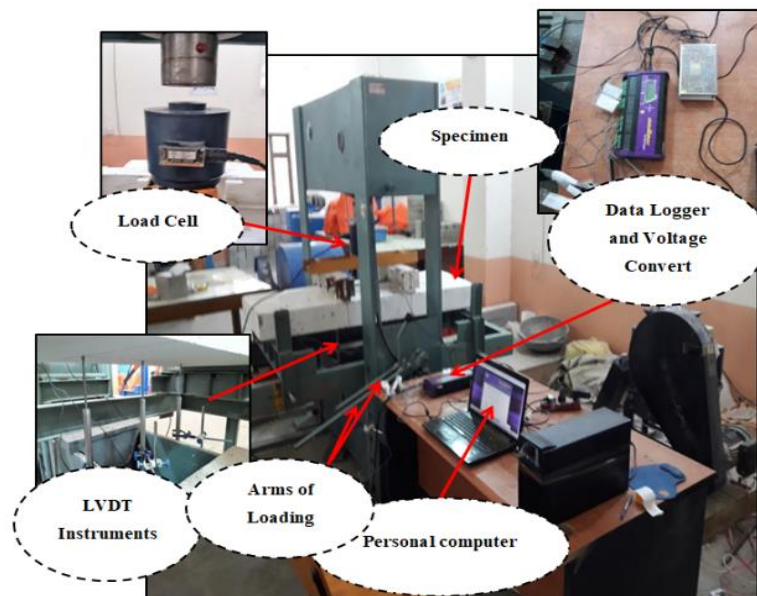 Specimen
Load Cell
Data Logger
and Voltage
Convert
LVDT
Instruments
Arms of
Loading
Personal computer